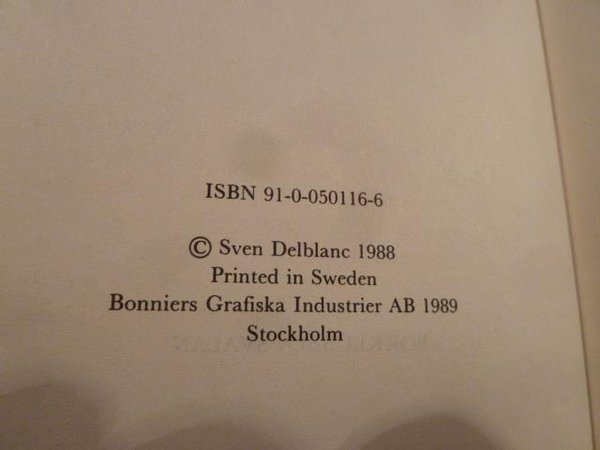 ISBN 91-0-050116-6
© Sven Delblanc 1988
Printed in Sweden
Bonniers Grafiska Industrier AB 1989
Stockholm